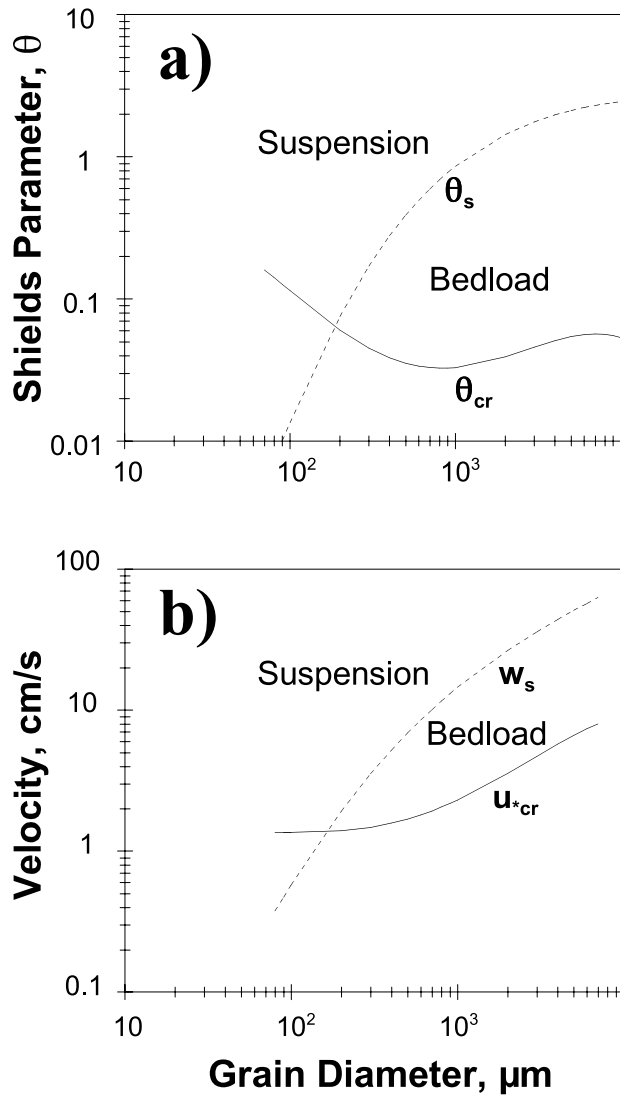 Shields Parameter, θ
10
1
0.1
0.01
a)
Suspension
θs
Bedload
θcr
10
10²
10³
Velocity, cm/s
100
10
1
0.1
b)
Suspension
ws
Bedload
u*cr
10
10²
10³
Grain Diameter, µm